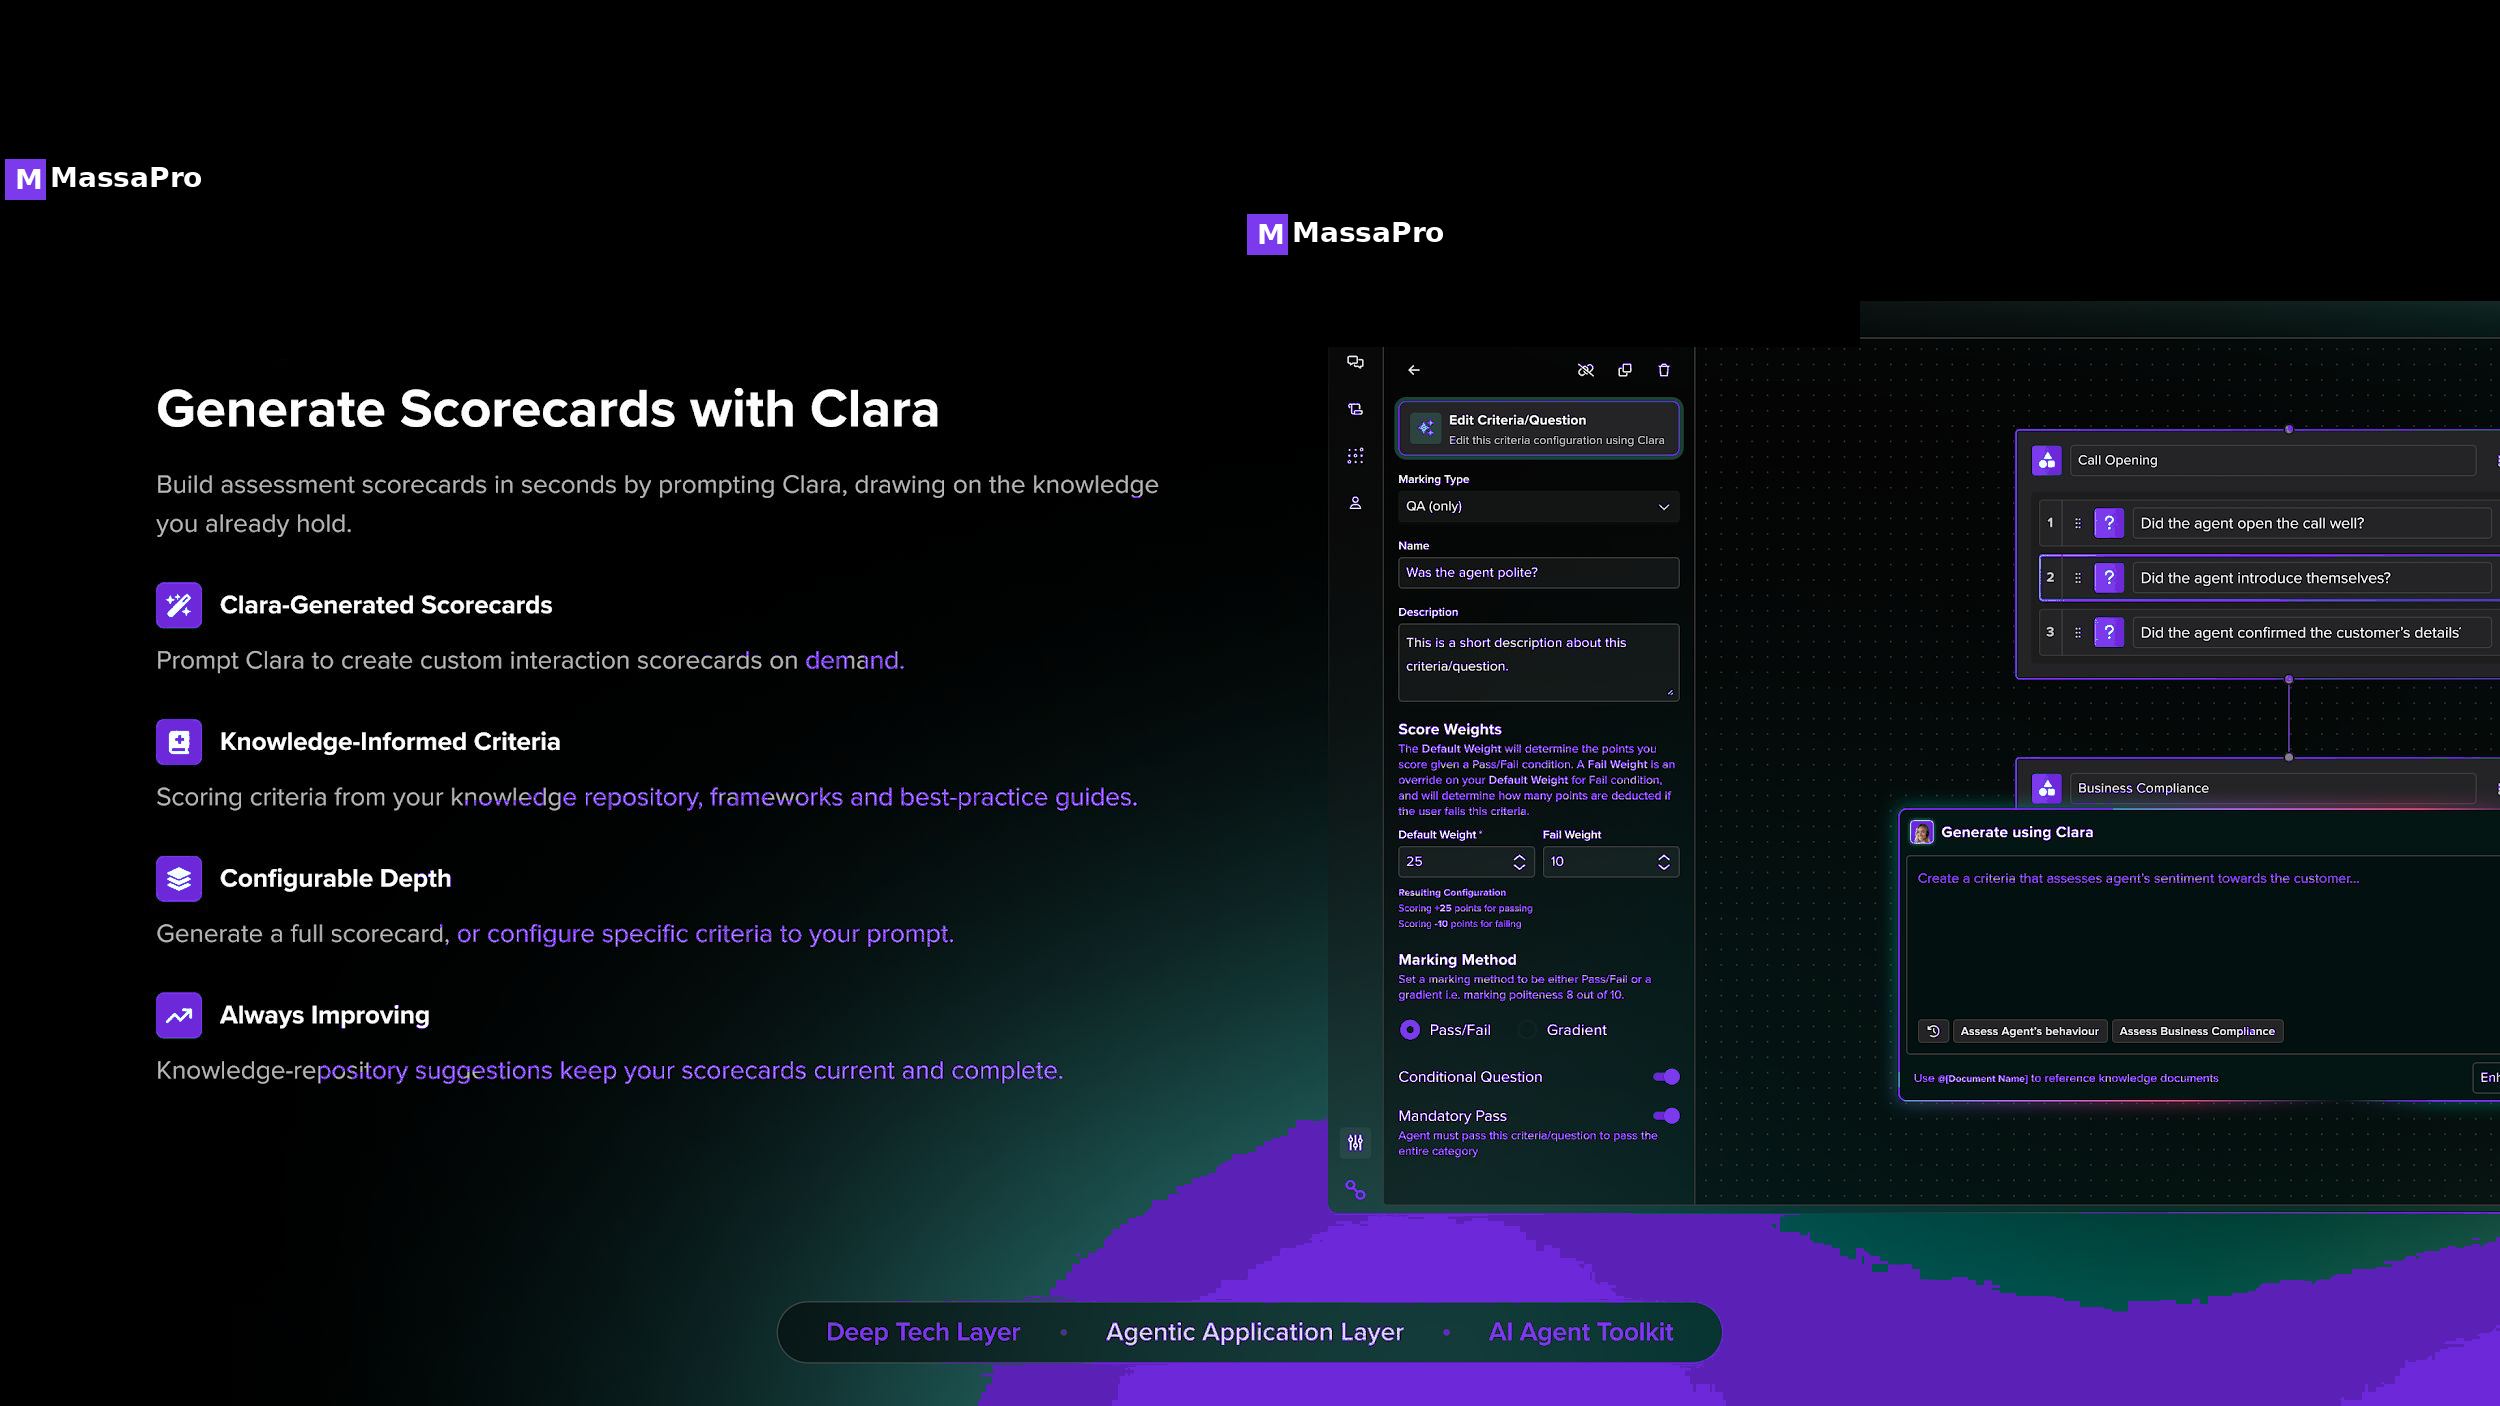 M MassaPro
M MassaPro
Generate Scorecards with Clara
Build assessment scorecards in seconds by prompting Clara, drawing on the knowledge
you already hold.
Clara-Generated Scorecards
Prompt Clara to create custom interaction scorecards on demand.
Knowledge-Informed Criteria
Scoring criteria from your knowledge repository, frameworks and best-practice guides.
Configurable Depth
Generate a full scorecard, or configure specific criteria to your prompt.
Always Improving
Knowledge-repository suggestions keep your scorecards current and complete.
Edit Criteria/Question
Edit this criteria configuration using Clara
Marking Type
QA (only)
Name
Was the agent polite?
Description
This is a short description about this
criteria/question.
Score Weights
The Default Weight will determine the points you
score given a Pass/Fail condition. A Fail Weight is an
override on your Default Weight for Fail condition,
and will determine how many points are deducted if
the user fails this criteria.
Default Weight* Fail Weight
25 10
Resulting Configuration
Scoring +25 points for passing
Scoring -10 points for failing
Marking Method
Set a marking method to be either Pass/Fail or a
gradient i.e. marking politeness 8 out of 10.
Pass/Fail Gradient
Conditional Question
Mandatory Pass
Agent must pass this criteria/question to pass the
entire category
Call Opening
1 ? Did the agent open the call well?
2 ? Did the agent introduce themselves?
3 ? Did the agent confirmed the customer's details
Business Compliance
Generate using Clara
Create a criteria that assesses agent's sentiment towards the customer...
Assess Agent's behaviour Assess Business Compliance
Use @[Document Name] to reference knowledge documents
Enh
Deep Tech Layer • Agentic Application Layer • AI Agent Toolkit